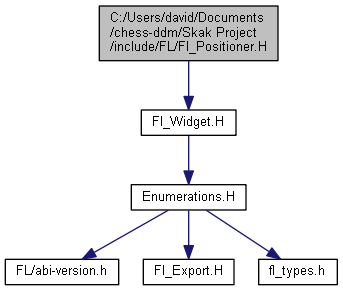 C:/Users/david/Documents
/chess-ddm/Skak Project
/include/FL/Fl_Positioner.H
Fl_Widget.H
Enumerations.H
FL/abi-version.h
Fl_Export.H
fl_types.h